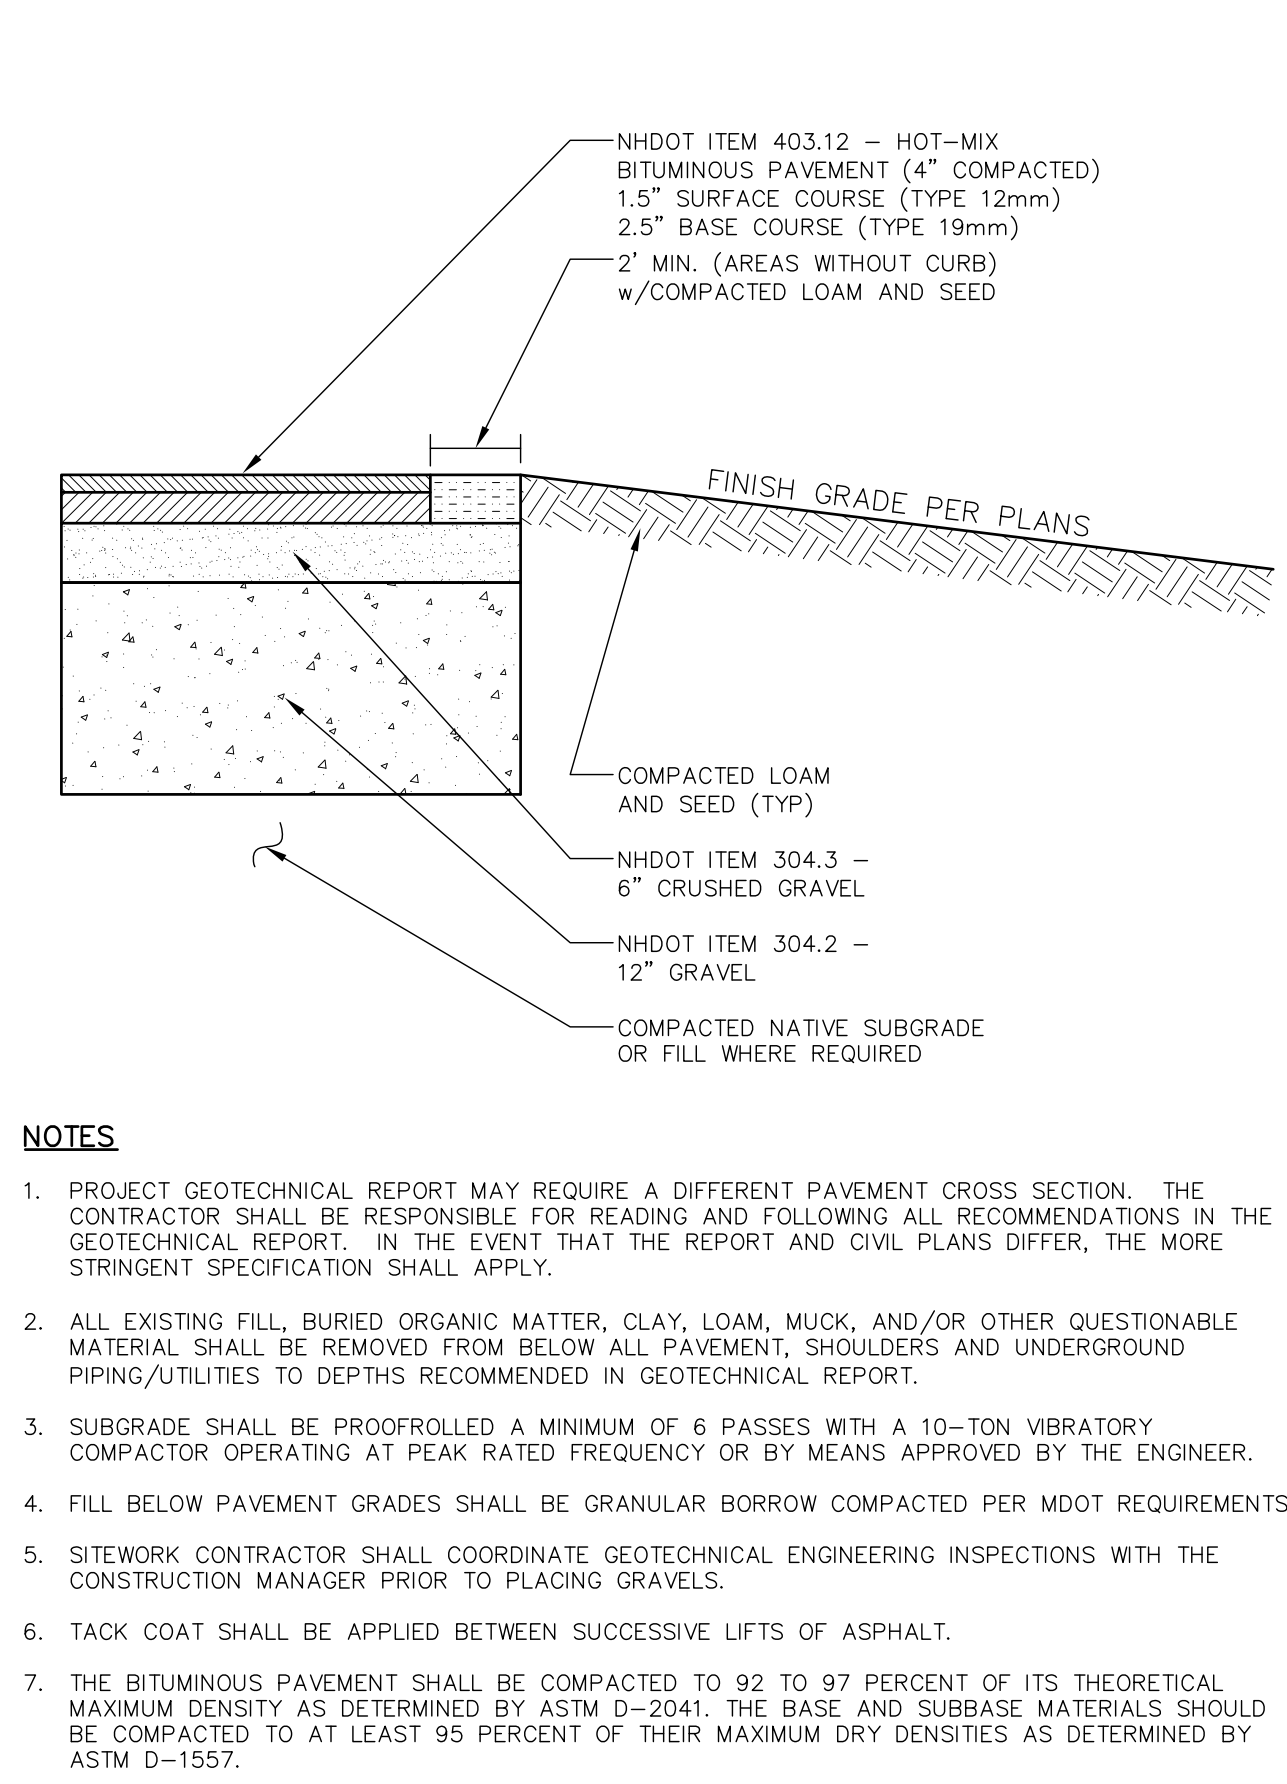 NHDOT ITEM 403.12 – HOT–MIX
BITUMINOUS PAVEMENT (4” COMPACTED)
1.5” SURFACE COURSE (TYPE 12mm)
2.5” BASE COURSE (TYPE 19mm)
2’ MIN. (AREAS WITHOUT CURB)
w/COMPACTED LOAM AND SEED
FINISH GRADE PER PLANS
COMPACTED LOAM
AND SEED (TYP)
NHDOT ITEM 304.3 –
6” CRUSHED GRAVEL
NHDOT ITEM 304.2 –
12” GRAVEL
COMPACTED NATIVE SUBGRADE
OR FILL WHERE REQUIRED
NOTES
1. PROJECT GEOTECHNICAL REPORT MAY REQUIRE A DIFFERENT PAVEMENT CROSS SECTION. THE
CONTRACTOR SHALL BE RESPONSIBLE FOR READING AND FOLLOWING ALL RECOMMENDATIONS IN THE
GEOTECHNICAL REPORT. IN THE EVENT THAT THE REPORT AND CIVIL PLANS DIFFER, THE MORE
STRINGENT SPECIFICATION SHALL APPLY.
2. ALL EXISTING FILL, BURIED ORGANIC MATTER, CLAY, LOAM, MUCK, AND/OR OTHER QUESTIONABLE
MATERIAL SHALL BE REMOVED FROM BELOW ALL PAVEMENT, SHOULDERS AND UNDERGROUND
PIPING/UTILITIES TO DEPTHS RECOMMENDED IN GEOTECHNICAL REPORT.
3. SUBGRADE SHALL BE PROOFROLLED A MINIMUM OF 6 PASSES WITH A 10–TON VIBRATORY
COMPACTOR OPERATING AT PEAK RATED FREQUENCY OR BY MEANS APPROVED BY THE ENGINEER.
4. FILL BELOW PAVEMENT GRADES SHALL BE GRANULAR BORROW COMPACTED PER MDOT REQUIREMENTS
5. SITEWORK CONTRACTOR SHALL COORDINATE GEOTECHNICAL ENGINEERING INSPECTIONS WITH THE
CONSTRUCTION MANAGER PRIOR TO PLACING GRAVELS.
6. TACK COAT SHALL BE APPLIED BETWEEN SUCCESSIVE LIFTS OF ASPHALT.
7. THE BITUMINOUS PAVEMENT SHALL BE COMPACTED TO 92 TO 97 PERCENT OF ITS THEORETICAL
MAXIMUM DENSITY AS DETERMINED BY ASTM D–2041. THE BASE AND SUBBASE MATERIALS SHOULD
BE COMPACTED TO AT LEAST 95 PERCENT OF THEIR MAXIMUM DRY DENSITIES AS DETERMINED BY
ASTM D–1557.